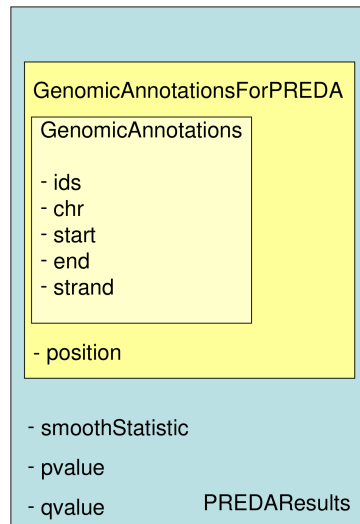 GenomicAnnotationsForPREDA
GenomicAnnotations
- ids
- chr
- start
- end
- strand
- position
- smoothStatistic
- pvalue
- qvalue
PREDAResults